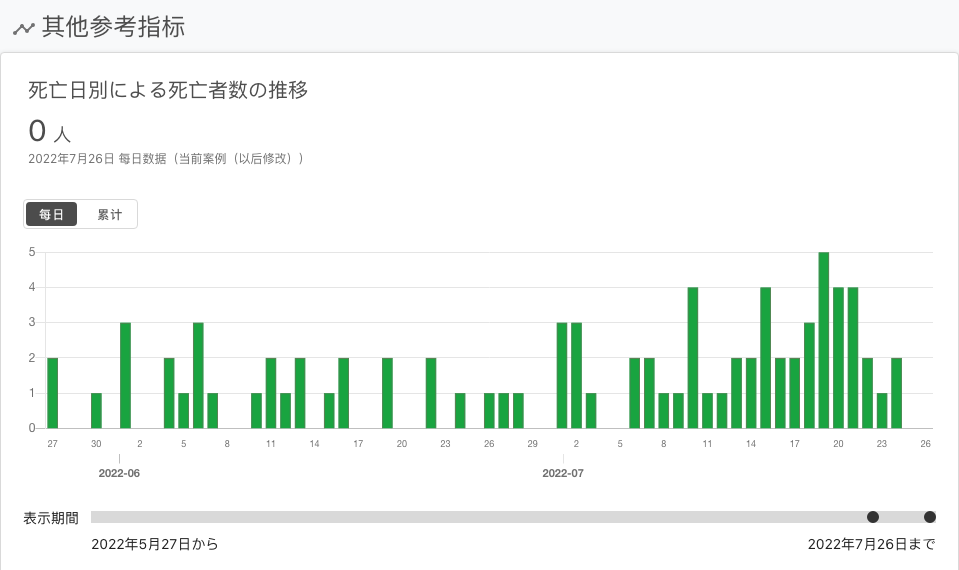 其他参考指标
死亡日別による死亡者数の推移
0 人
2022年7月26日 每日数据（当前案例（以后修改））
每日 累计
5
4
3
2
1
0
27 30 2 5 8 11 14 17 20 23 26 29 2 5 8 11 14 17 20 23 26
2022-06 2022-07
表示期間
2022年5月27日から 2022年7月26日まで